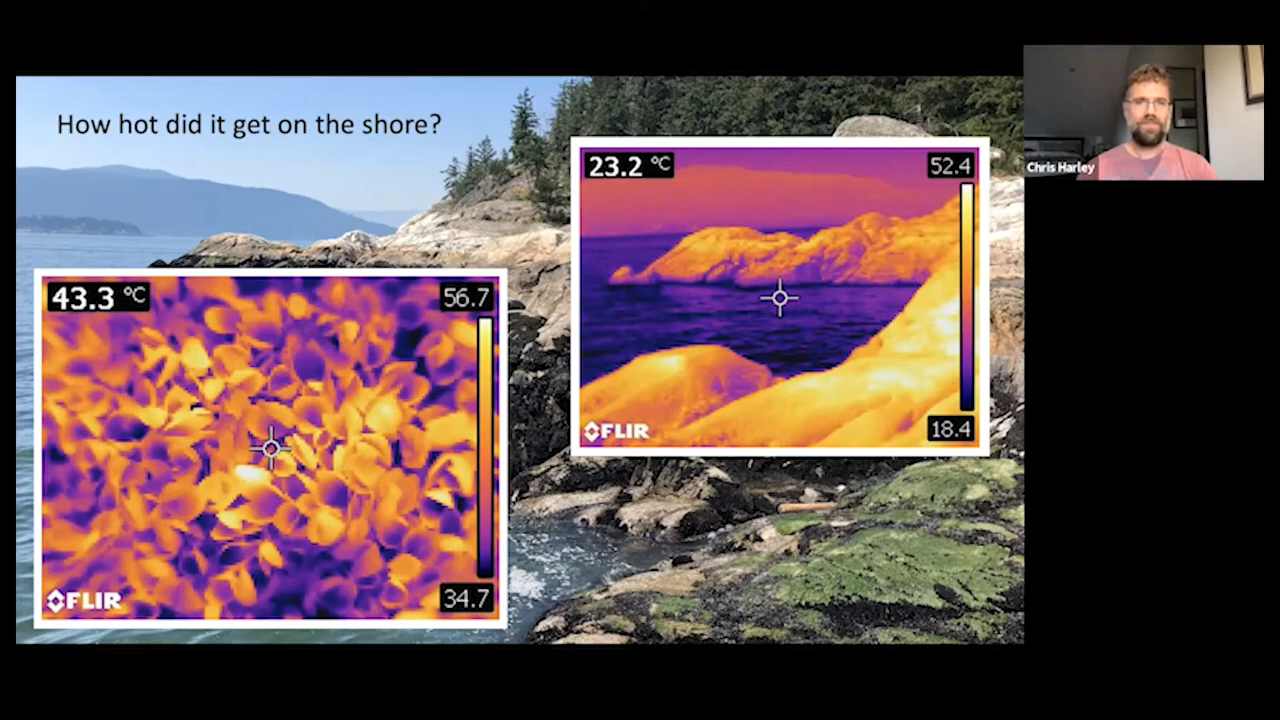 How hot did it get on the shore?
23.2 °C
52.4
18.4
FLIR
43.3 °C
56.7
34.7
FLIR
Chris Harley